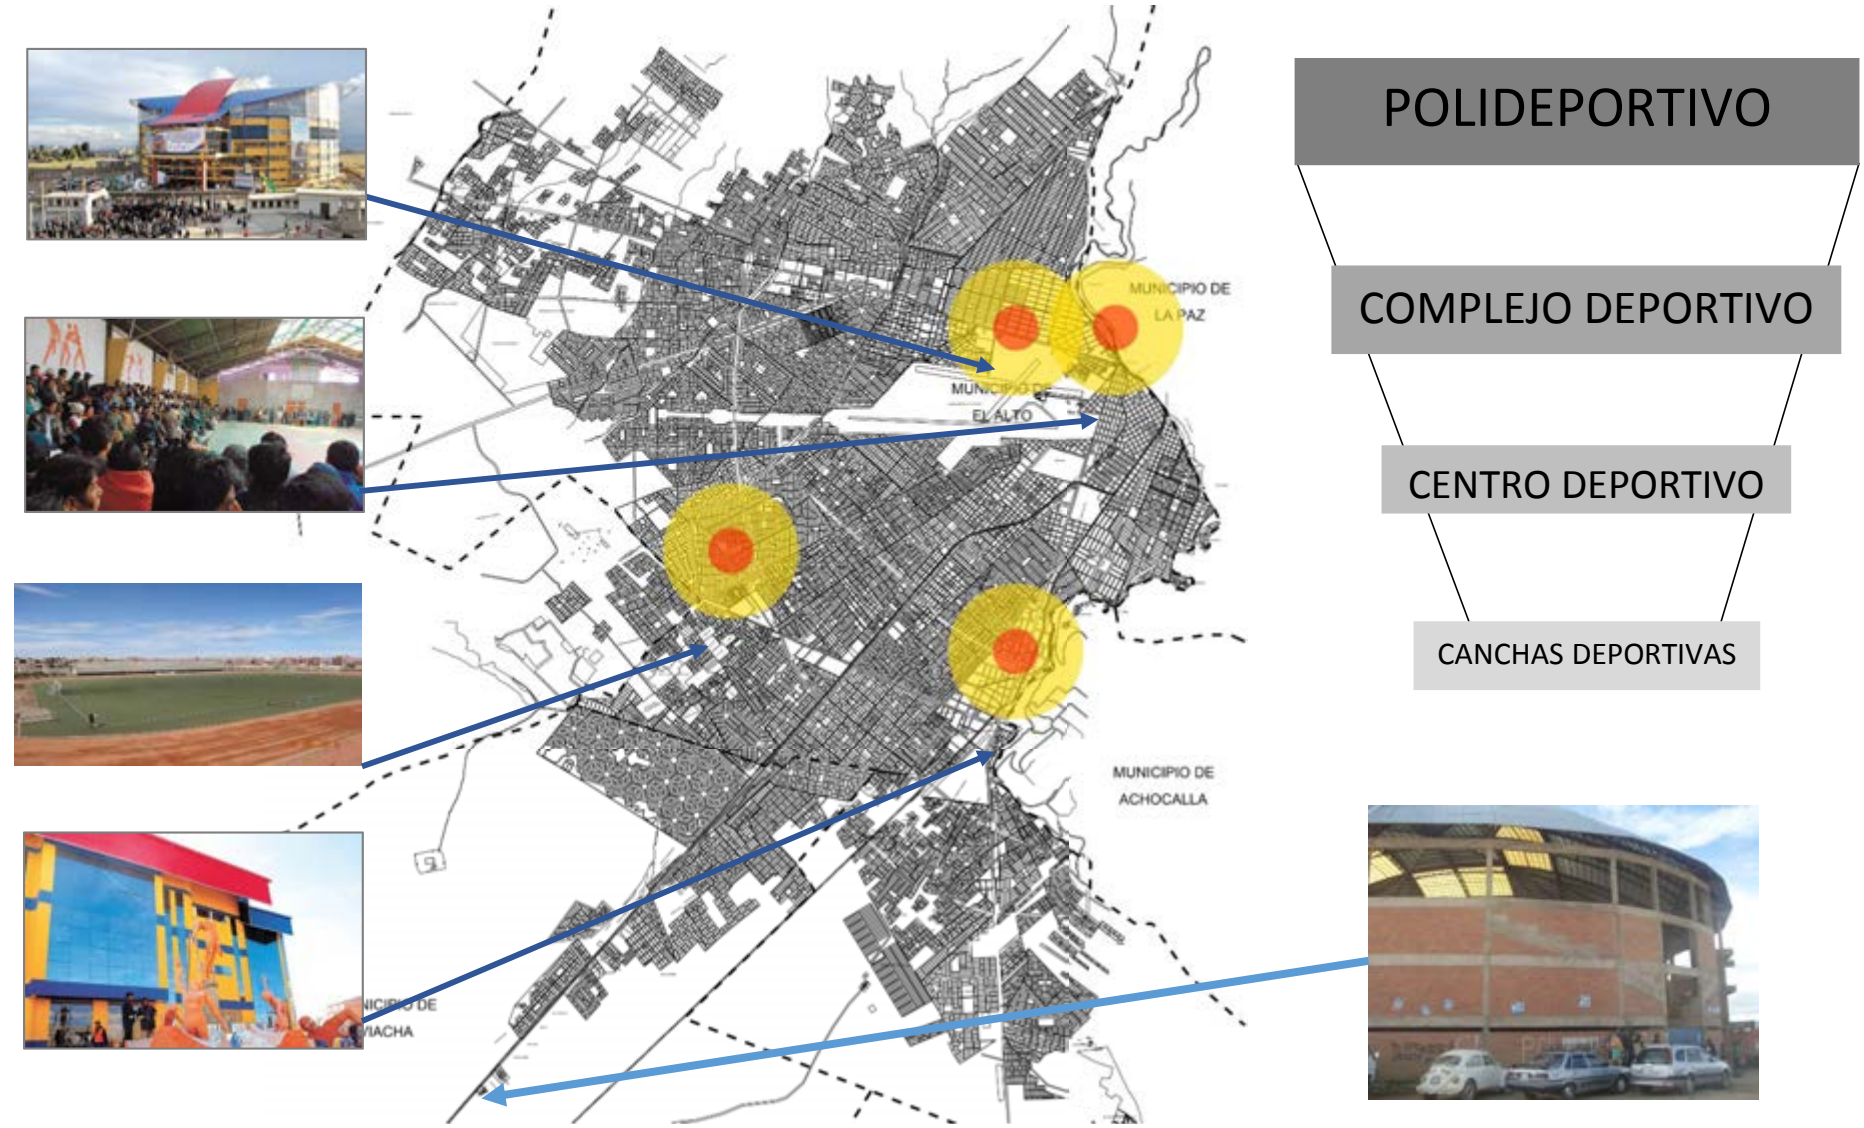 POLIDEPORTIVO
MUNICIPIO DE
LA PAZ
COMPLEJO DEPORTIVO
MUNICIPIO DE
EL ALTO
CENTRO DEPORTIVO
CANCHAS DEPORTIVAS
MUNICIPIO DE
ACHOCALLA
NICIPIO DE
VIACHA